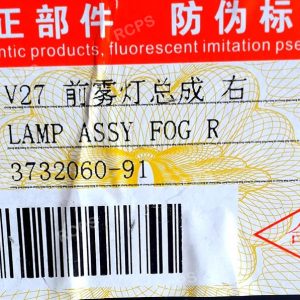 正部件 防伪标
ntic products, fluorescent imitation pse
V27 前雾灯总成 右
LAMP ASSY FOG R
3732060-91
RCPS